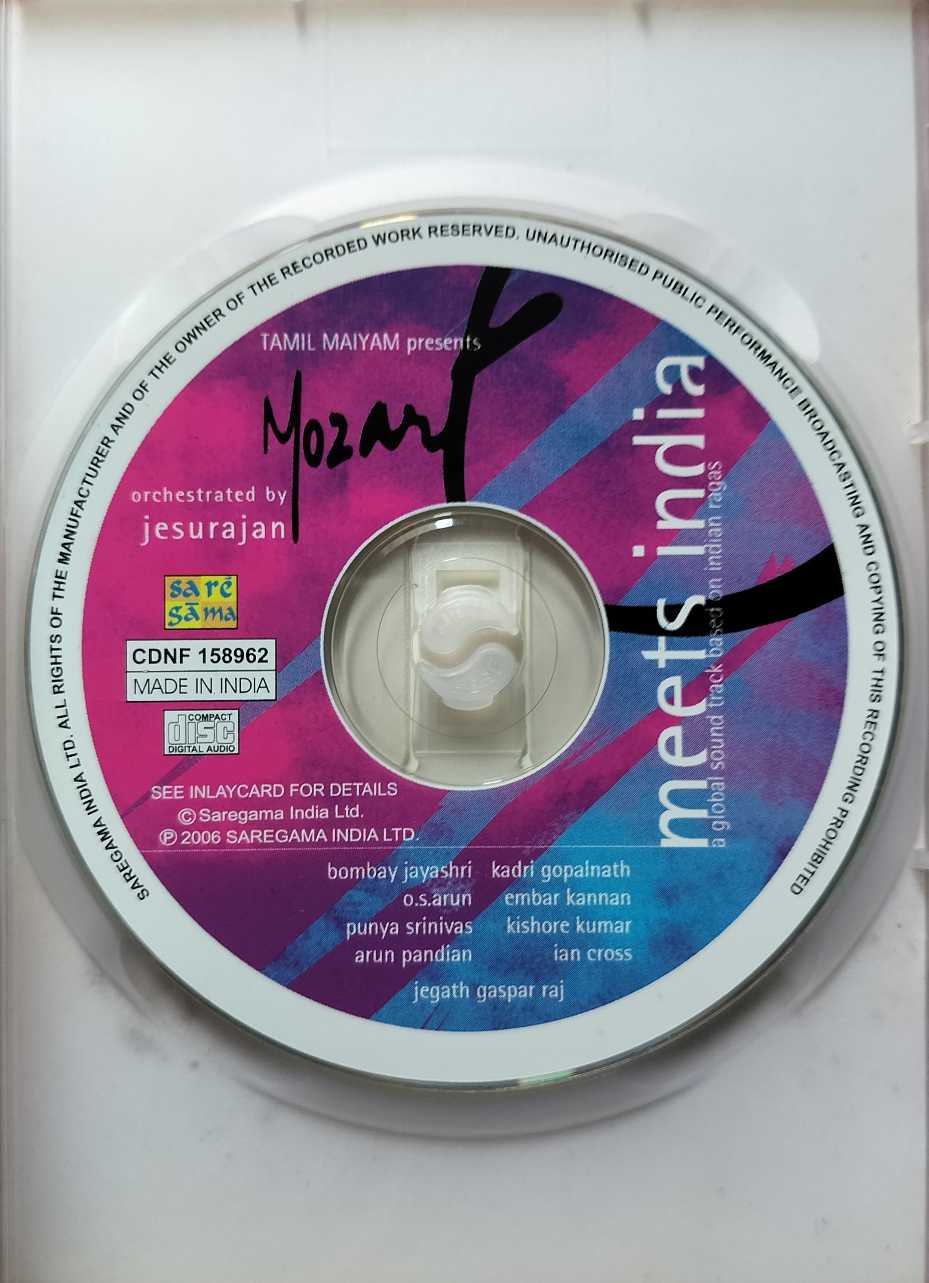 SAREGAMA INDIA LTD. ALL RIGHTS OF THE MANUFACTURER AND OF THE OWNER OF THE RECORDED WORK RESERVED. UNAUTHORISED PUBLIC PERFORMANCE BROADCASTING AND COPYING OF THIS RECORDING PROHIBITED
TAMIL MAIYAM presents
Mozart
meets india
a global sound track based on indian ragas
orchestrated by
jesurajan
sa ré
gā ma
CDNF 158962
MADE IN INDIA
COMPACT
disc
DIGITAL AUDIO
SEE INLAYCARD FOR DETAILS
© Saregama India Ltd.
℗ 2006 SAREGAMA INDIA LTD.
bombay jayashri kadri gopalnath
o.s.arun embar kannan
punya srinivas kishore kumar
arun pandian ian cross
jegath gaspar raj